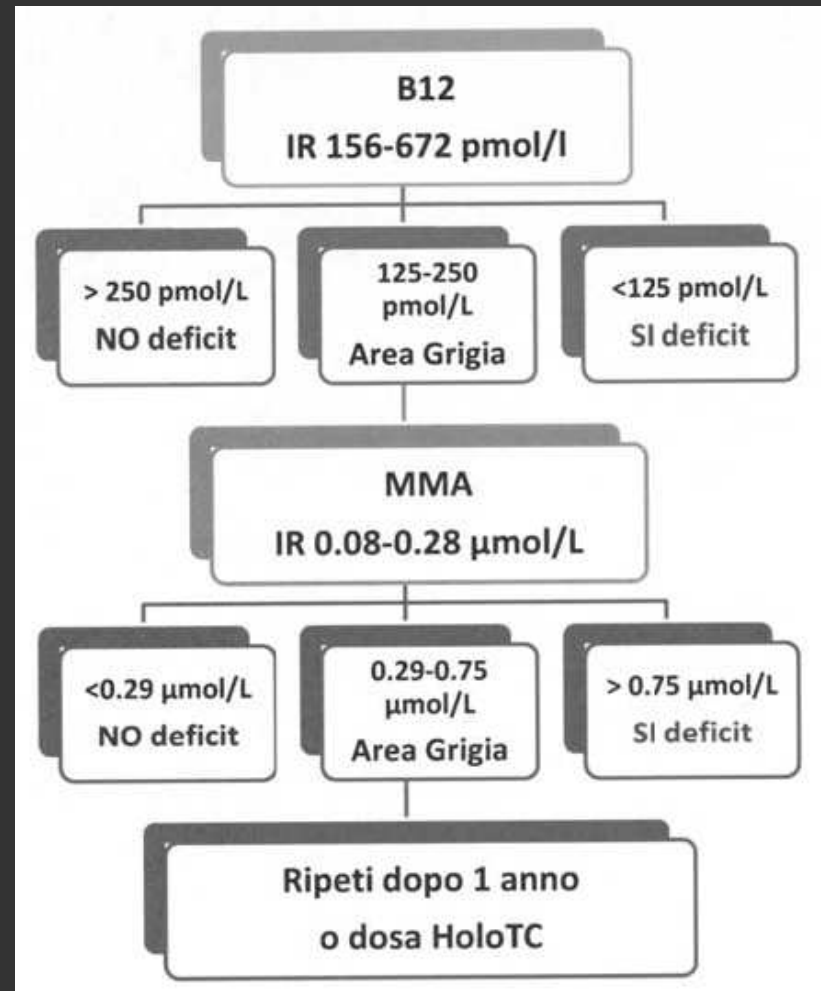 B12
IR 156-672 pmol/l
> 250 pmol/L
NO deficit
125-250
pmol/L
Area Grigia
<125 pmol/L
SI deficit
MMA
IR 0.08-0.28 µmol/L
<0.29 µmol/L
NO deficit
0.29-0.75
µmol/L
Area Grigia
> 0.75 µmol/L
SI deficit
Ripeti dopo 1 anno
o dosa HoloTC